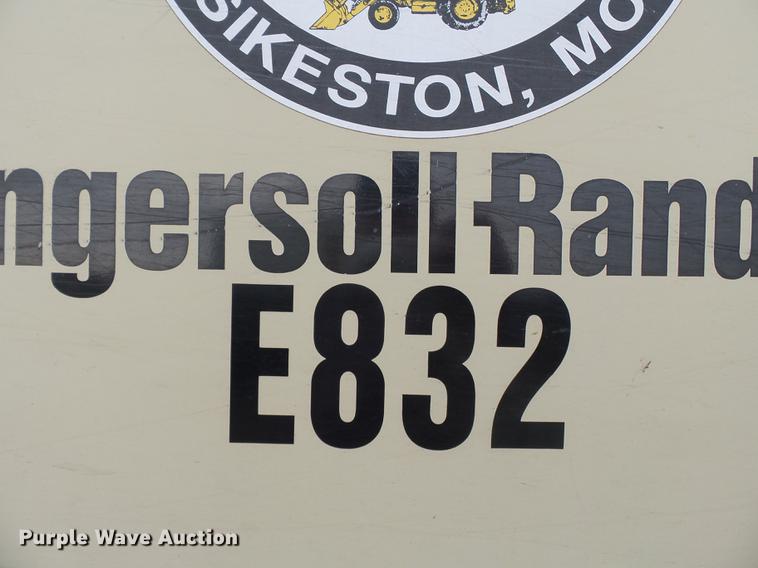 SIKESTON, MO
ngersoll-Rand
E832
Purple Wave Auction